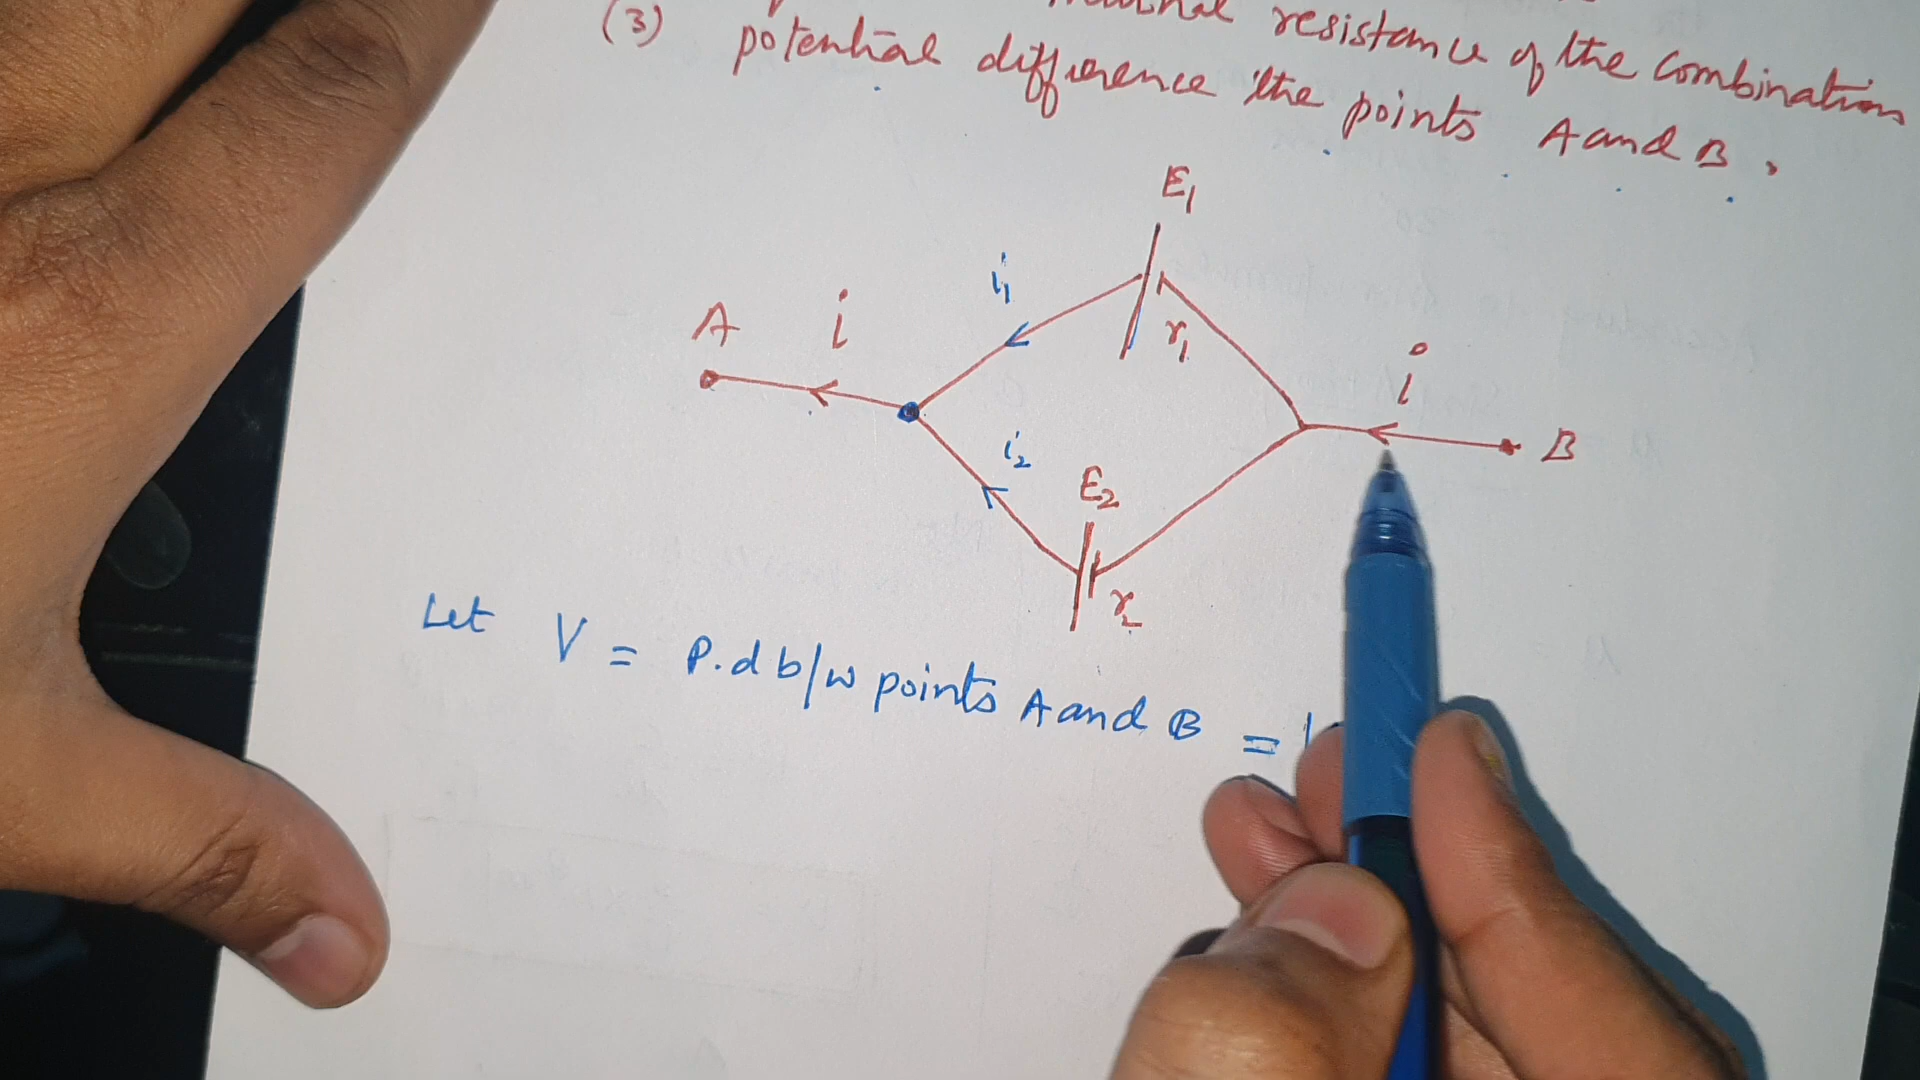 resistance of the combination
(3) potential difference the points A and B,
E1
i1
A i
r1
i
B
i2
E2
r2
Let V = P.d b/w points A and B =